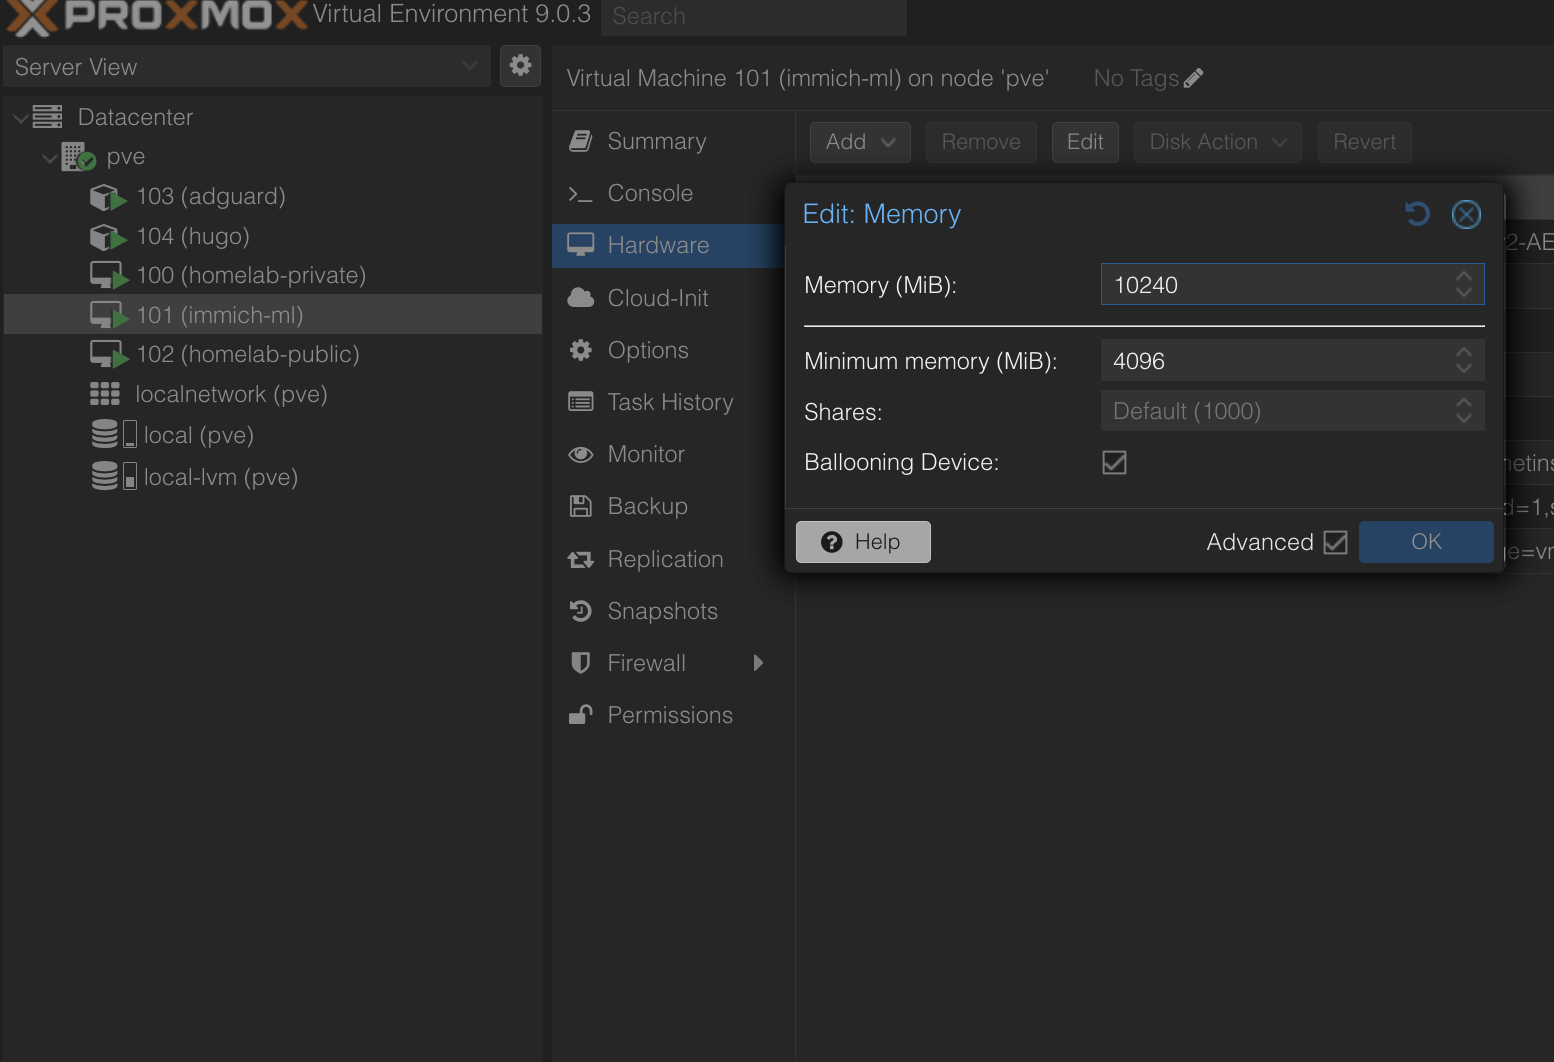 PROXMOX Virtual Environment 9.0.3 Search
Server View
Datacenter
pve
103 (adguard)
104 (hugo)
100 (homelab-private)
101 (immich-ml)
102 (homelab-public)
localnetwork (pve)
local (pve)
local-lvm (pve)
Virtual Machine 101 (immich-ml) on node 'pve' No Tags
Summary
Console
Hardware
Cloud-Init
Options
Task History
Monitor
Backup
Replication
Snapshots
Firewall
Permissions
Add Remove Edit Disk Action Revert
Edit: Memory
Memory (MiB): 10240
Minimum memory (MiB): 4096
Shares: Default (1000)
Ballooning Device:
Help Advanced OK
2-AE
netins
d=1,s